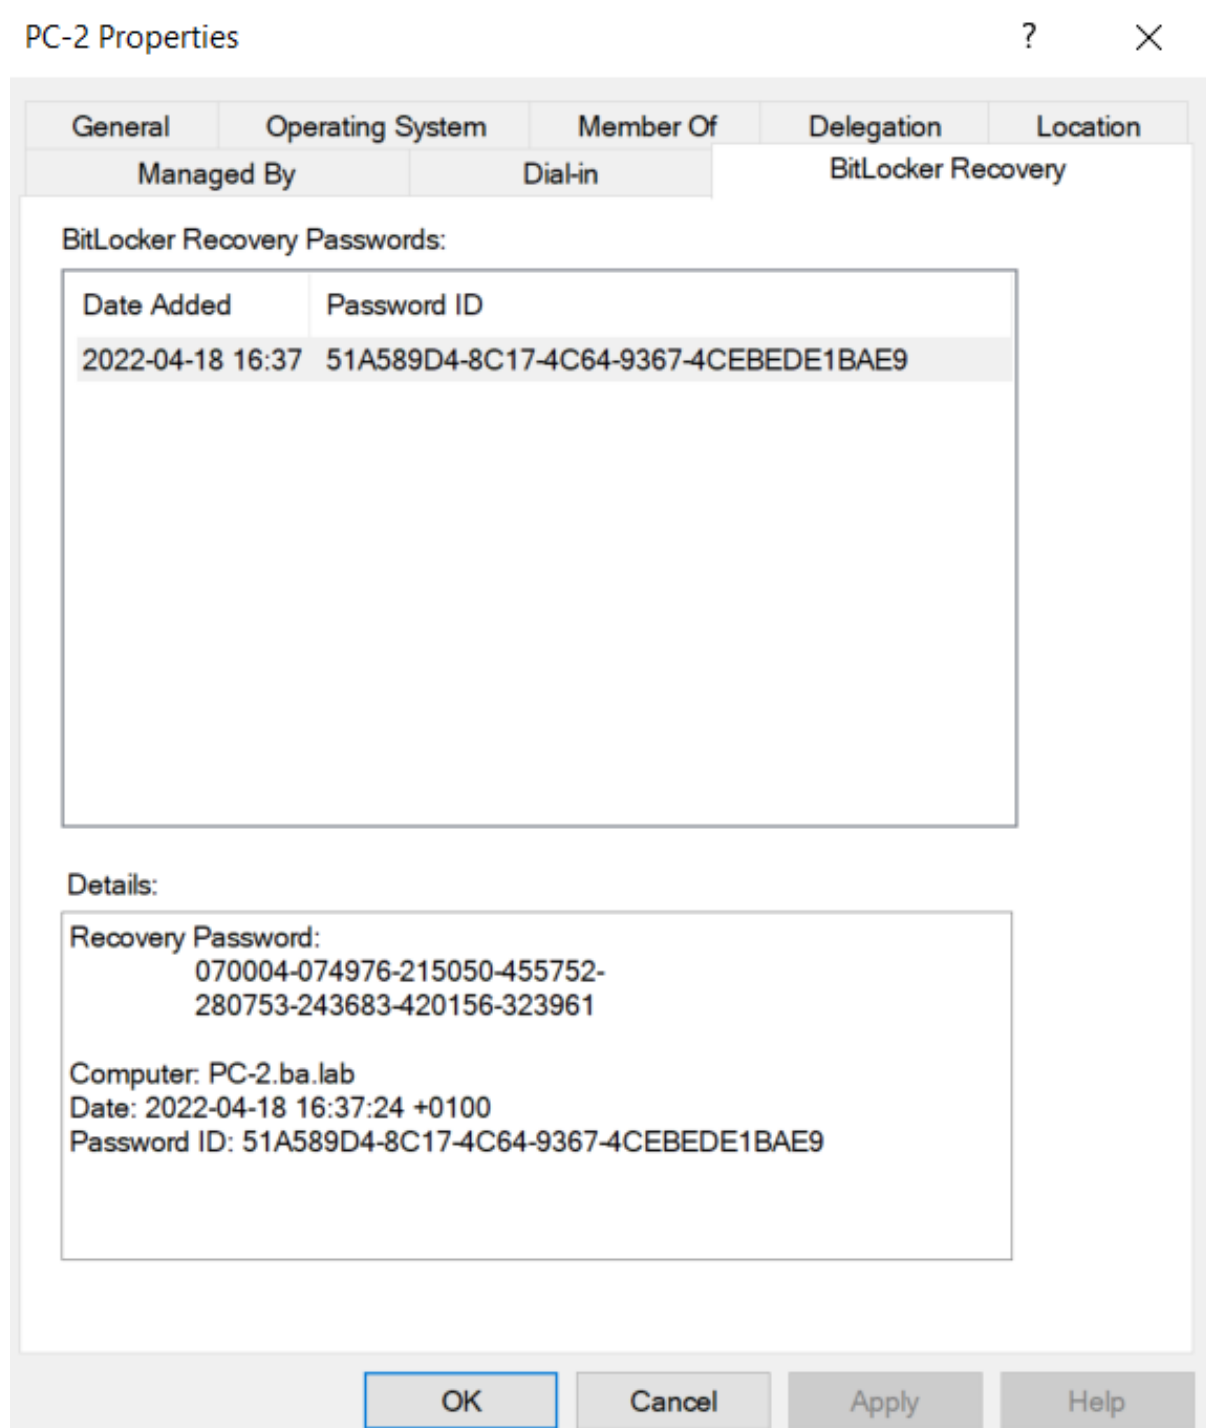 PC-2 Properties
?
General Operating System Member Of Delegation Location
Managed By Dial-in BitLocker Recovery
BitLocker Recovery Passwords:
Date Added Password ID
2022-04-18 16:37 51A589D4-8C17-4C64-9367-4CEBEDE1BAE9
Details:
Recovery Password:
070004-074976-215050-455752-
280753-243683-420156-323961
Computer: PC-2.ba.lab
Date: 2022-04-18 16:37:24 +0100
Password ID: 51A589D4-8C17-4C64-9367-4CEBEDE1BAE9
OK Cancel Apply Help